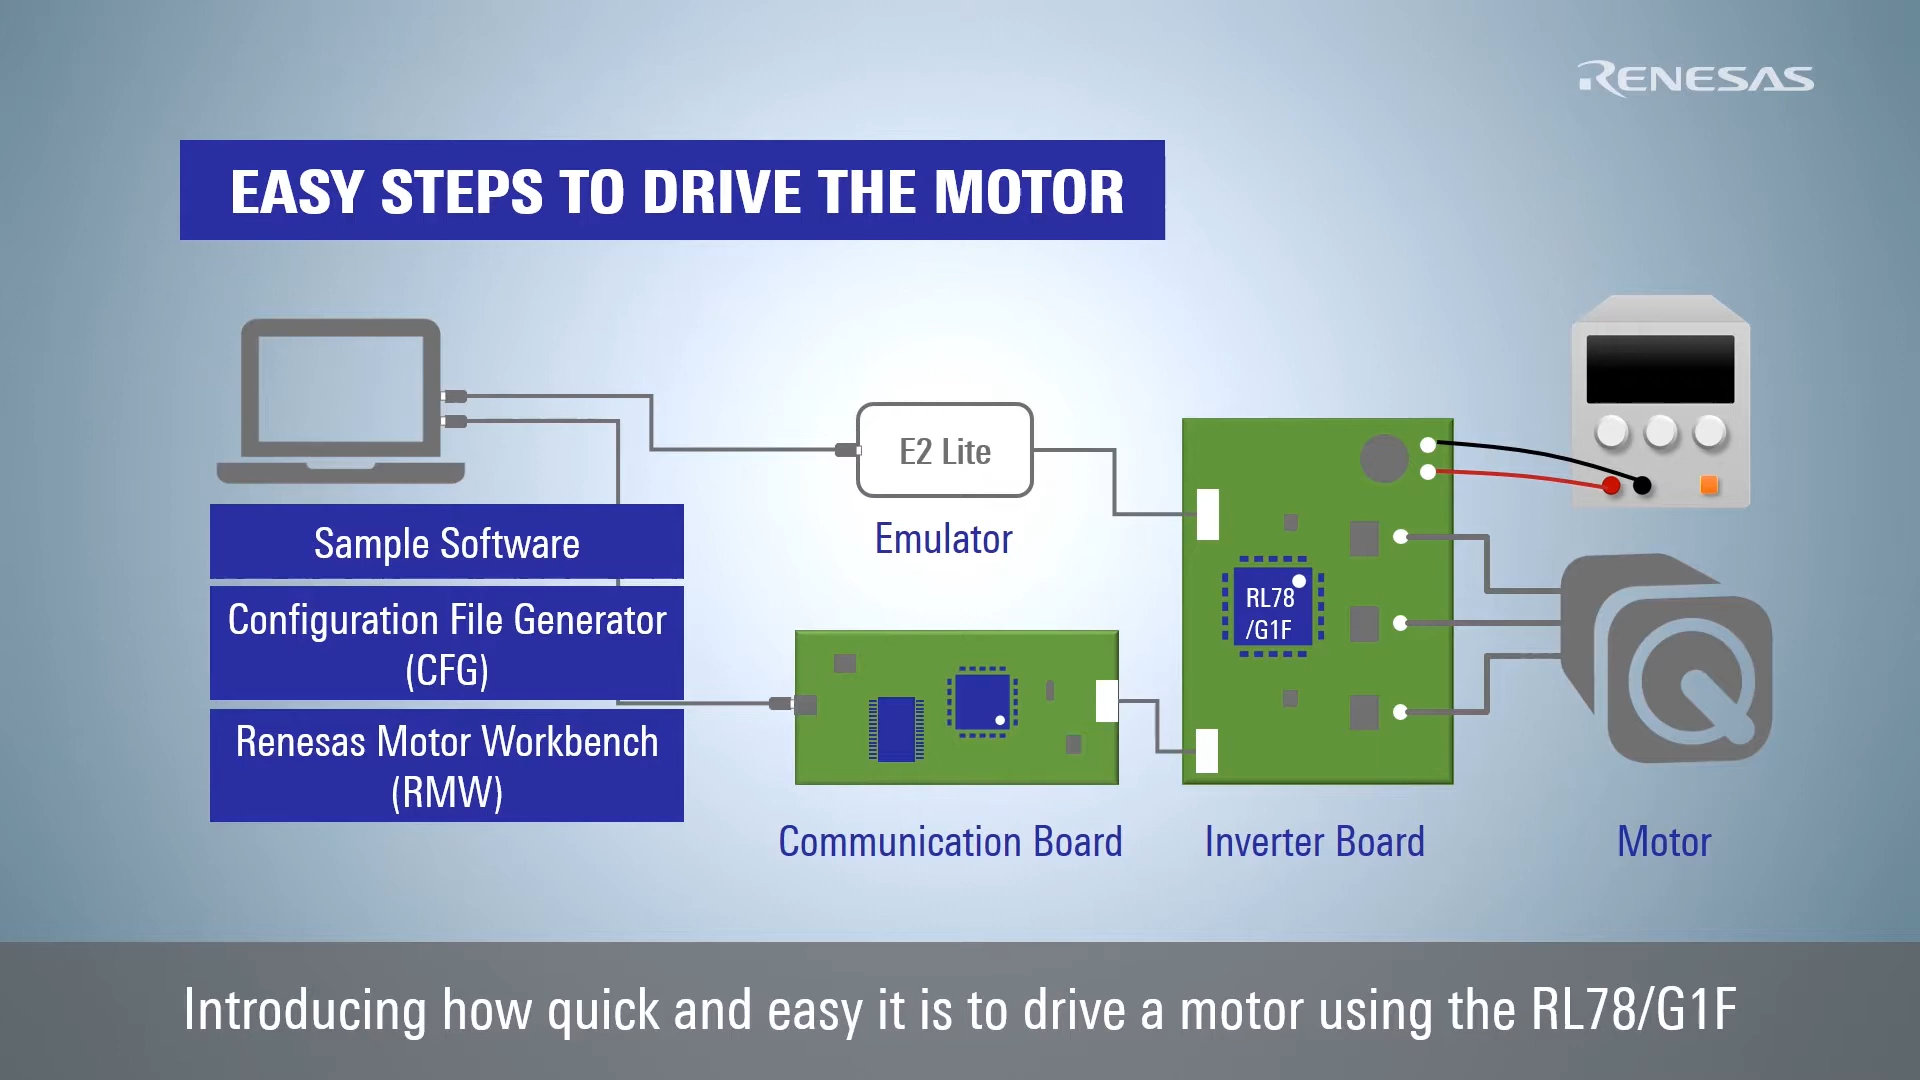 RENESAS
EASY STEPS TO DRIVE THE MOTOR
E2 Lite
Emulator
Sample Software
Configuration File Generator
(CFG)
Renesas Motor Workbench
(RMW)
RL78
/G1F
Communication Board
Inverter Board
Motor
Introducing how quick and easy it is to drive a motor using the RL78/G1F